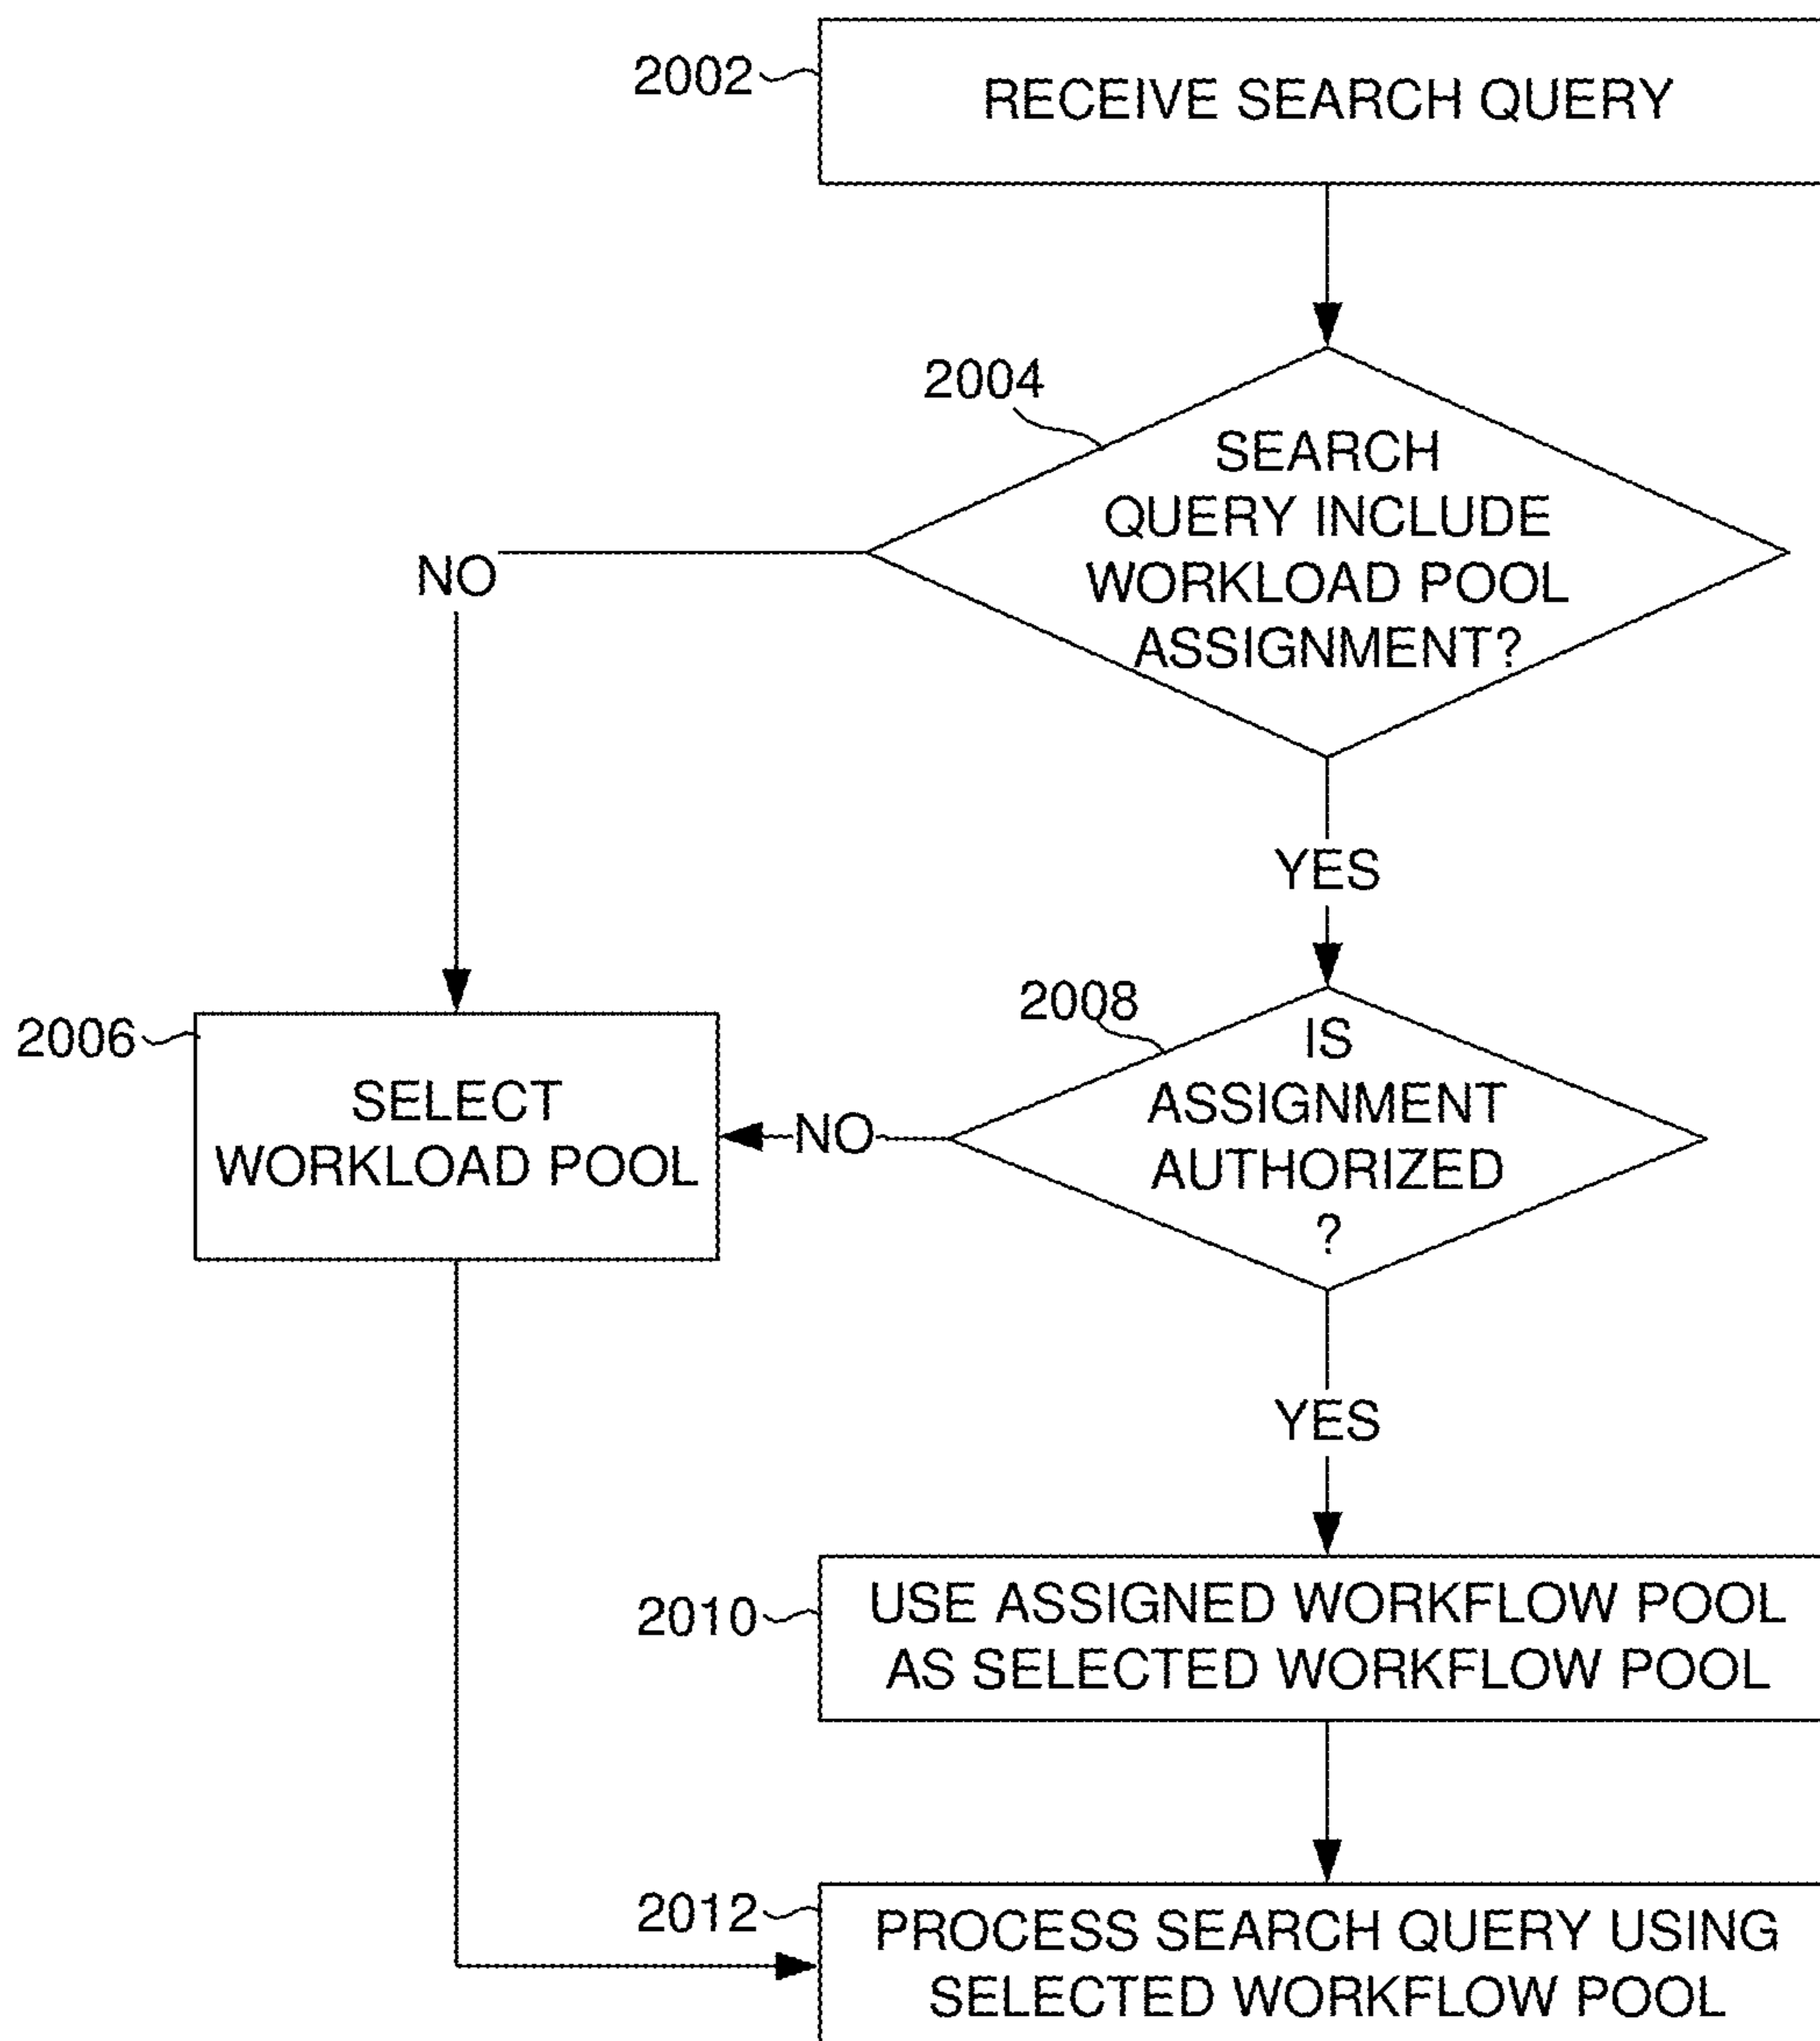 2002
RECEIVE SEARCH QUERY
2004
SEARCH
QUERY INCLUDE
WORKLOAD POOL
ASSIGNMENT?
NO
YES
2006
SELECT
WORKLOAD POOL
2008
IS
ASSIGNMENT
AUTHORIZED
?
NO
YES
2010
USE ASSIGNED WORKFLOW POOL
AS SELECTED WORKFLOW POOL
2012
PROCESS SEARCH QUERY USING
SELECTED WORKFLOW POOL